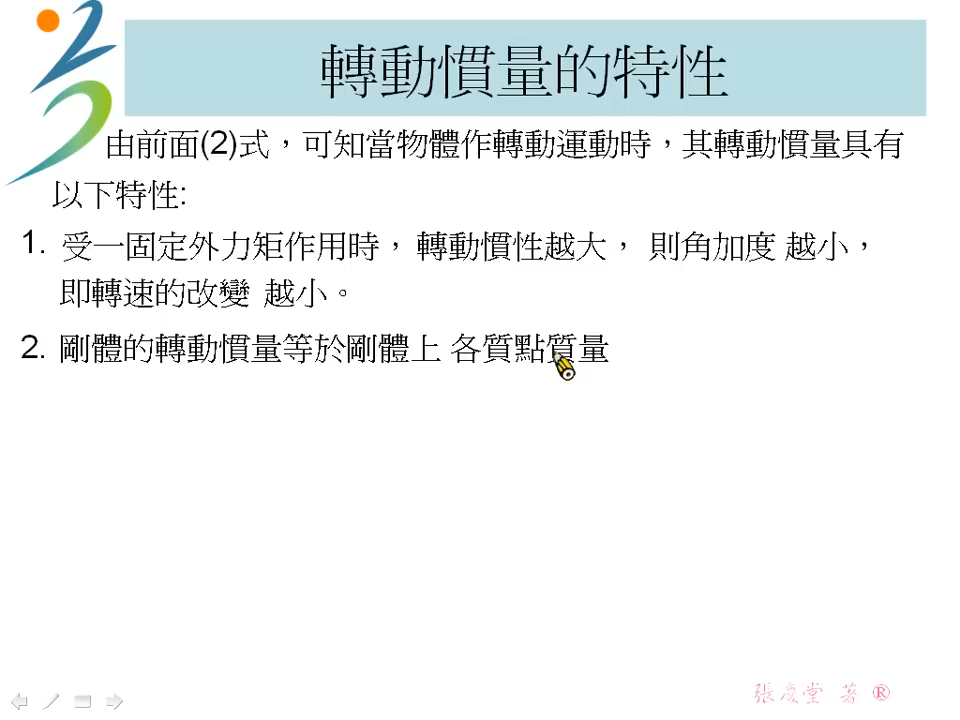 轉動慣量的特性
由前面(2)式，可知當物體作轉動運動時，其轉動慣量具有
以下特性:
1. 受一固定外力矩作用時， 轉動慣性越大， 則角加度 越小，
即轉速的改變 越小。
2. 剛體的轉動慣量等於剛體上 各質點質量
張慶堂 著 ®